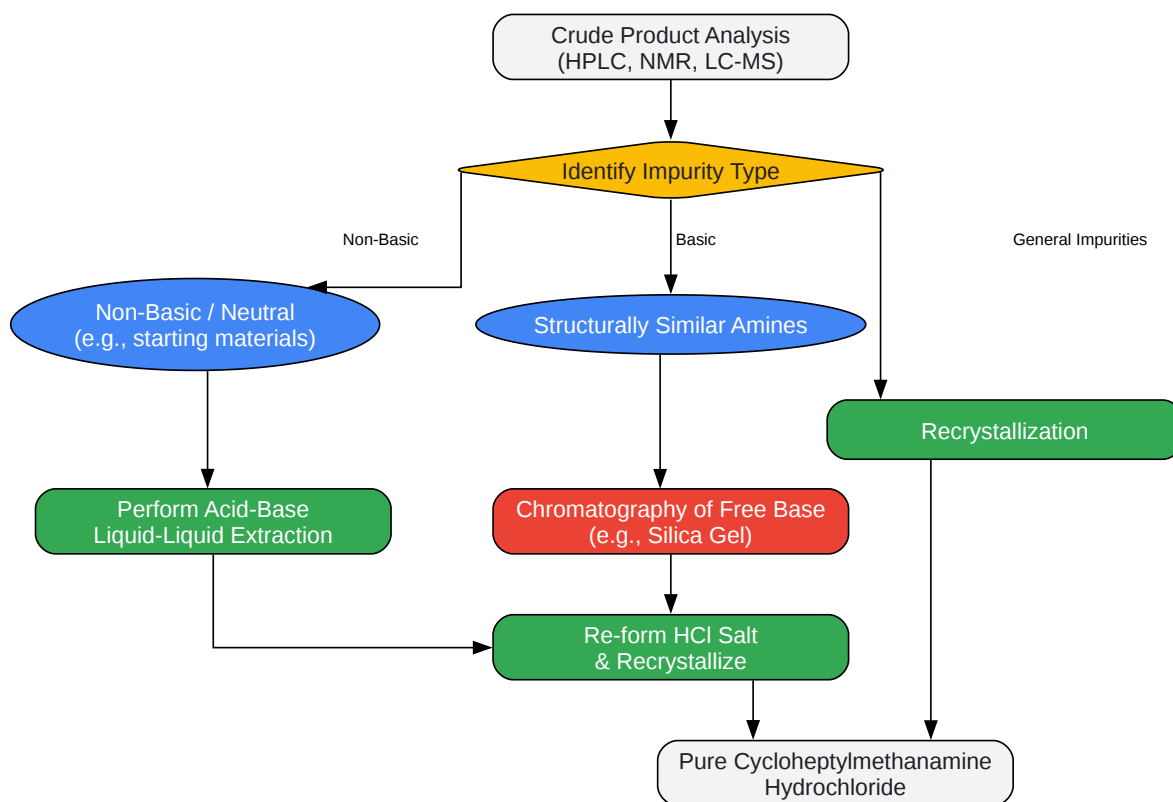 Crude Product Analysis
(HPLC, NMR, LC-MS)
Identify Impurity Type
Non-Basic
Basic
General Impurities
Non-Basic / Neutral
(e.g., starting materials)
Structurally Similar Amines
Recrystallization
Perform Acid-Base
Liquid-Liquid Extraction
Chromatography of Free Base
(e.g., Silica Gel)
Re-form HCl Salt
& Recrystallize
Pure Cycloheptylmethanamine
Hydrochloride